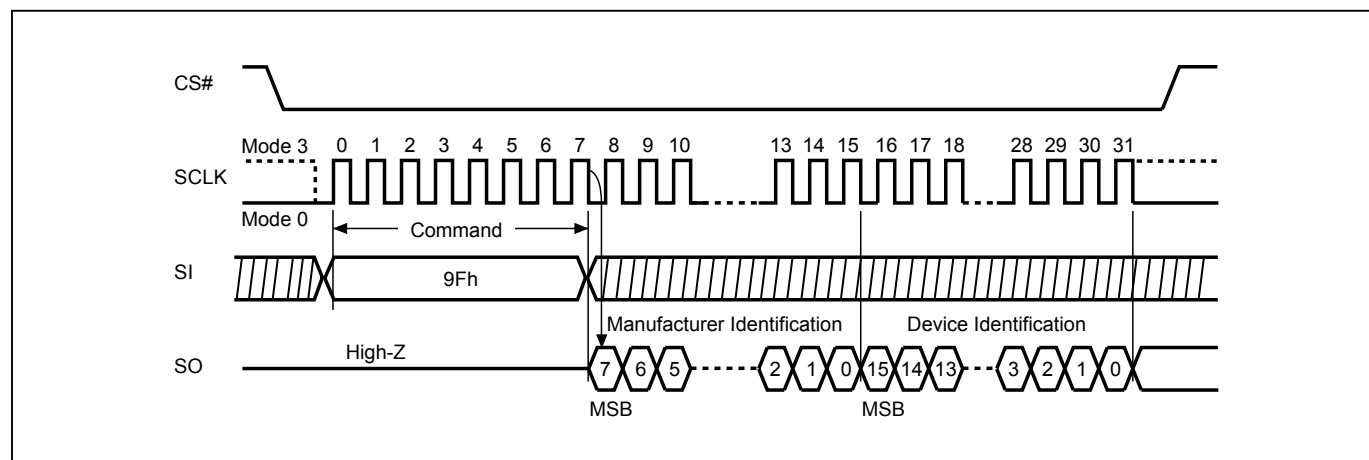 CS#
Mode 3
0 1 2 3 4 5 6 7 8 9 10 13 14 15 16 17 18 28 29 30 31
SCLK
Mode 0
Command
SI
9Fh
Manufacturer Identification Device Identification
High-Z
SO
7 6 5 2 1 0 15 14 13 3 2 1 0
MSB MSB